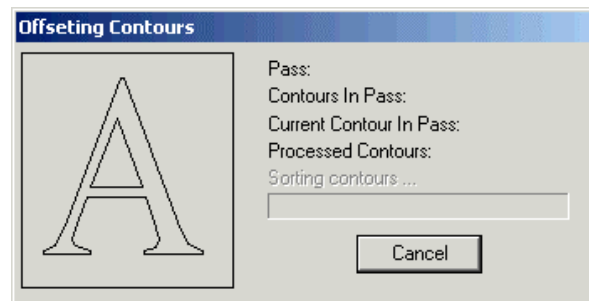 Offseting Contours
A
Pass:
Contours In Pass:
Current Contour In Pass:
Processed Contours:
Sorting contours ...
Cancel